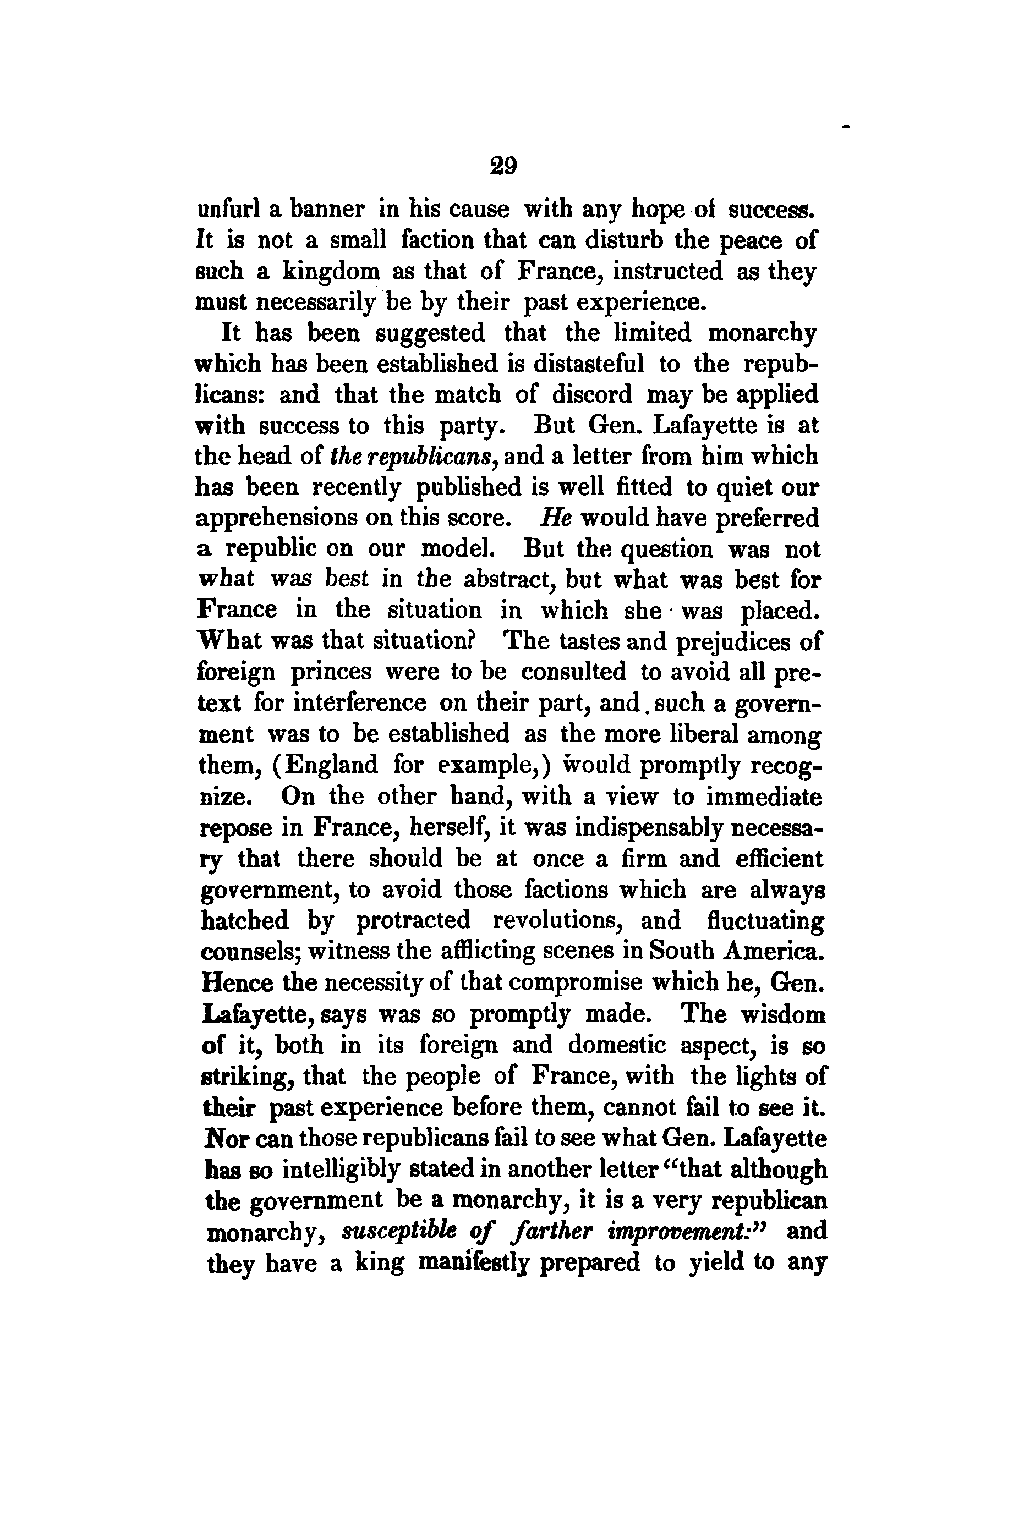 29
unfurl a banner in his cause with any hope of success.
It is not a small faction that can disturb the peace of
such a kingdom as that of France, instructed as they
must necessarily be by their past experience.
It has been suggested that the limited monarchy
which has been established is distasteful to the repub-
licans: and that the match of discord may be applied
with success to this party. But Gen. Lafayette is at
the head of the republicans, and a letter from him which
has been recently published is well fitted to quiet our
apprehensions on this score. He would have preferred
a republic on our model. But the question was not
what was best in the abstract, but what was best for
France in the situation in which she was placed.
What was that situation? The tastes and prejudices of
foreign princes were to be consulted to avoid all pre-
text for interference on their part, and such a govern-
ment was to be established as the more liberal among
them, (England for example,) would promptly recog-
nize. On the other hand, with a view to immediate
repose in France, herself, it was indispensably necessa-
ry that there should be at once a firm and efficient
government, to avoid those factions which are always
hatched by protracted revolutions, and fluctuating
counsels; witness the afflicting scenes in South America.
Hence the necessity of that compromise which he, Gen.
Lafayette, says was so promptly made. The wisdom
of it, both in its foreign and domestic aspect, is so
striking, that the people of France, with the lights of
their past experience before them, cannot fail to see it.
Nor can those republicans fail to see what Gen. Lafayette
has so intelligibly stated in another letter "that although
the government be a monarchy, it is a very republican
monarchy, susceptible of farther improvement:" and
they have a king manifestly prepared to yield to any